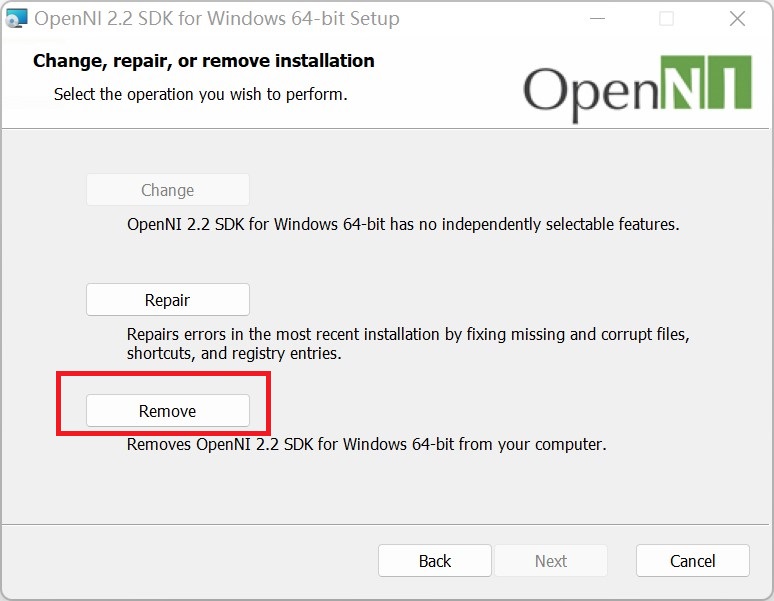 OpenNI 2.2 SDK for Windows 64-bit Setup
Change, repair, or remove installation
Select the operation you wish to perform.
OpenNI
Change
OpenNI 2.2 SDK for Windows 64-bit has no independently selectable features.
Repair
Repairs errors in the most recent installation by fixing missing and corrupt files,
shortcuts, and registry entries.
Remove
Removes OpenNI 2.2 SDK for Windows 64-bit from your computer.
Back
Next
Cancel